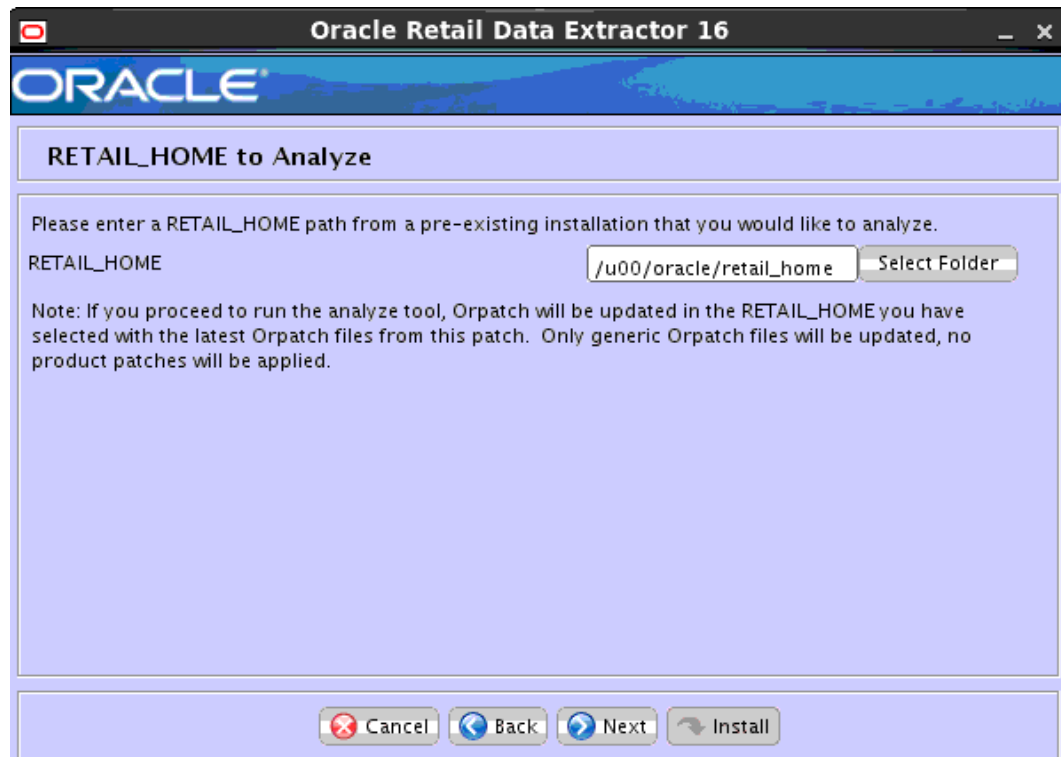 Oracle Retail Data Extractor 16
ORACLE
RETAIL_HOME to Analyze
Please enter a RETAIL_HOME path from a pre-existing installation that you would like to analyze.
RETAIL_HOME /u00/oracle/retail_home Select Folder
Note: If you proceed to run the analyze tool, Orpatch will be updated in the RETAIL_HOME you have
selected with the latest Orpatch files from this patch. Only generic Orpatch files will be updated, no
product patches will be applied.
Cancel Back Next Install